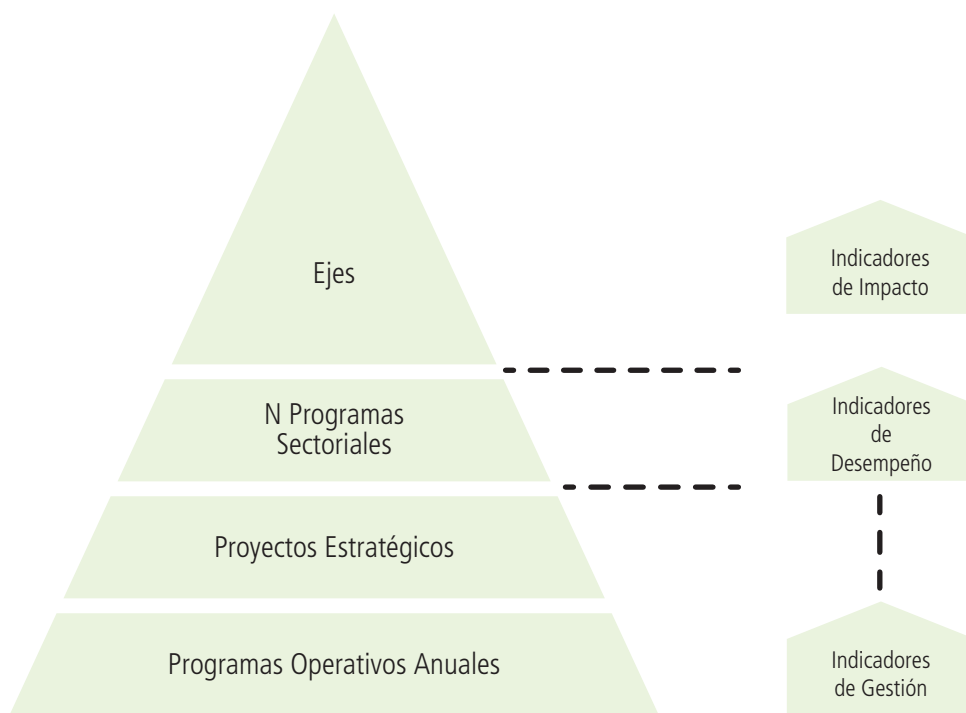 Ejes
N Programas
Sectoriales
Proyectos Estratégicos
Programas Operativos Anuales
Indicadores
de Impacto
Indicadores
de
Desempeño
Indicadores
de Gestión